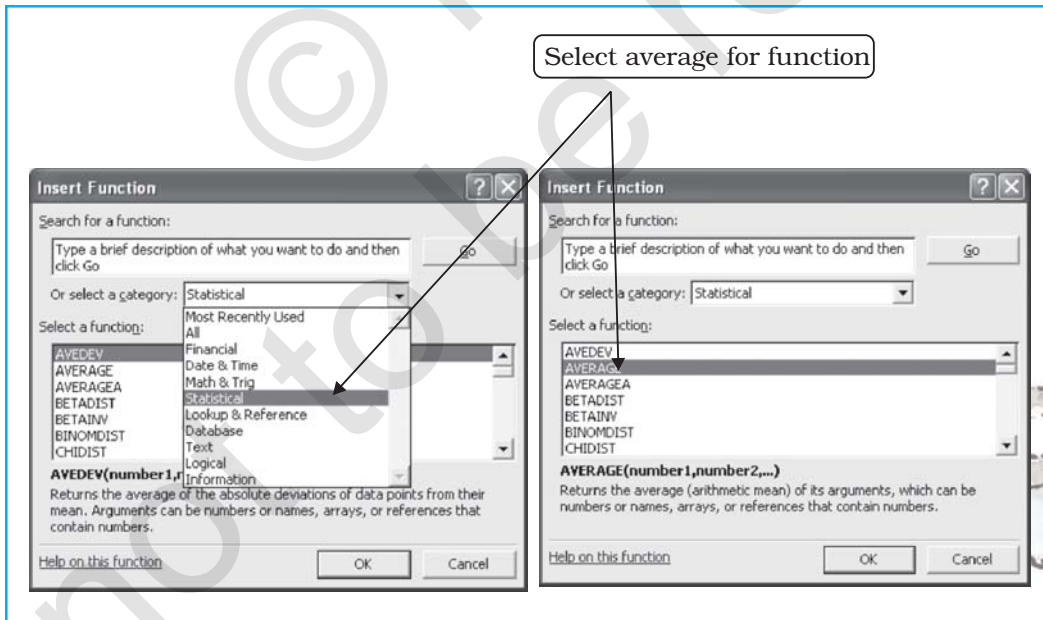 Select average for function
Insert Function
Search for a function:
Type a brief description of what you want to do and then
click Go
Go
Or select a category: Statistical
Most Recently Used
All
Financial
Date & Time
Math & Trig
Statistical
Lookup & Reference
Database
Text
Logical
Information
Select a function:
AVEDEV
AVERAGE
AVERAGEA
BETADIST
BETAINV
BINOMDIST
CHIDIST
AVEDEV(number1,
Returns the average of the absolute deviations of data points from their
mean. Arguments can be numbers or names, arrays, or references that
contain numbers.
Help on this function
OK
Cancel
Insert Function
Search for a function:
Type a brief description of what you want to do and then
click Go
Go
Or select a category: Statistical
Select a function:
AVEDEV
AVERAGE
AVERAGEA
BETADIST
BETAINV
BINOMDIST
CHIDIST
AVERAGE(number1,number2,...)
Returns the average (arithmetic mean) of its arguments, which can be
numbers or names, arrays, or references that contain numbers.
Help on this function
OK
Cancel
© not to be r